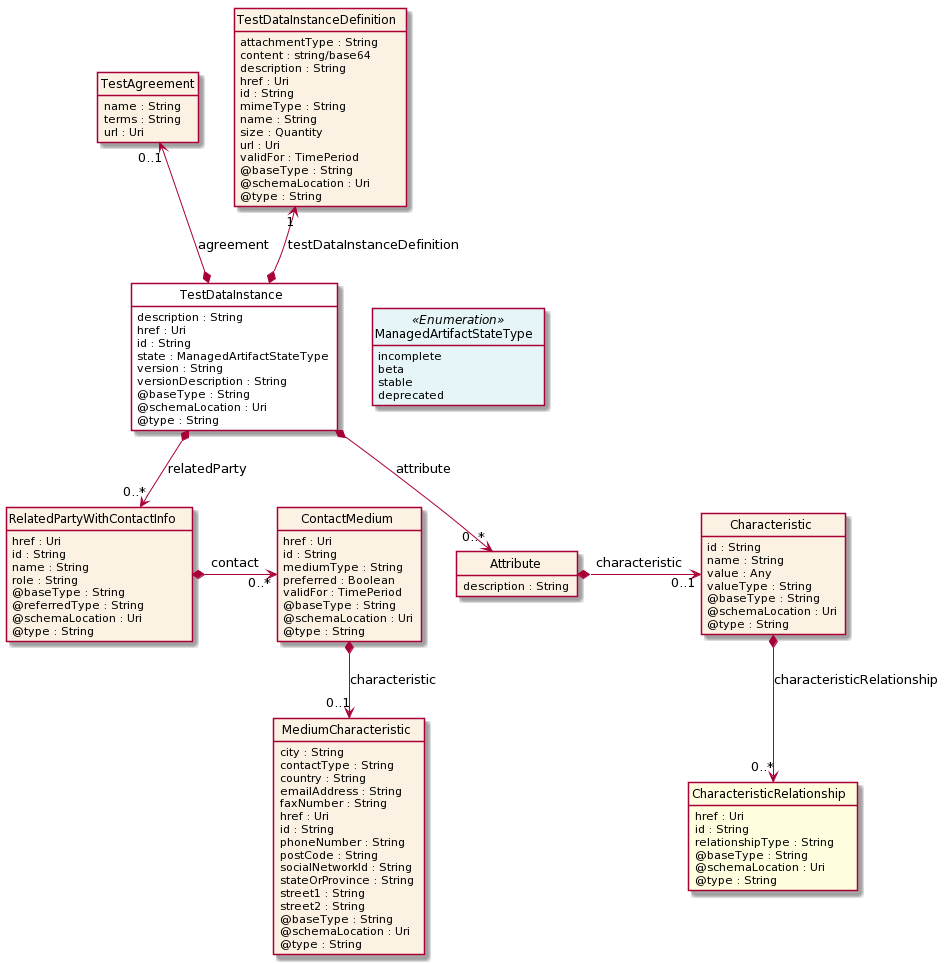 TestDataInstanceDefinition
attachmentType : String
content : string/base64
description : String
href : Uri
id : String
mimeType : String
name : String
size : Quantity
url : Uri
validFor : TimePeriod
@baseType : String
@schemaLocation : Uri
@type : String
TestAgreement
name : String
terms : String
url : Uri
0..1
1
agreement
testDataInstanceDefinition
TestDataInstance
description : String
href : Uri
id : String
state : ManagedArtifactStateType
version : String
versionDescription : String
@baseType : String
@schemaLocation : Uri
@type : String
«Enumeration»
ManagedArtifactStateType
incomplete
beta
stable
deprecated
relatedParty
attribute
0..*
0..*
RelatedPartyWithContactInfo
href : Uri
id : String
name : String
role : String
@baseType : String
@referredType : String
@schemaLocation : Uri
@type : String
contact
0..*
ContactMedium
href : Uri
id : String
mediumType : String
preferred : Boolean
validFor : TimePeriod
@baseType : String
@schemaLocation : Uri
@type : String
Attribute
description : String
characteristic
0..1
Characteristic
id : String
name : String
value : Any
valueType : String
@baseType : String
@schemaLocation : Uri
@type : String
characteristic
0..1
characteristicRelationship
0..*
MediumCharacteristic
city : String
contactType : String
country : String
emailAddress : String
faxNumber : String
href : Uri
id : String
phoneNumber : String
postCode : String
socialNetworkId : String
stateOrProvince : String
street1 : String
street2 : String
@baseType : String
@schemaLocation : Uri
@type : String
CharacteristicRelationship
href : Uri
id : String
relationshipType : String
@baseType : String
@schemaLocation : Uri
@type : String